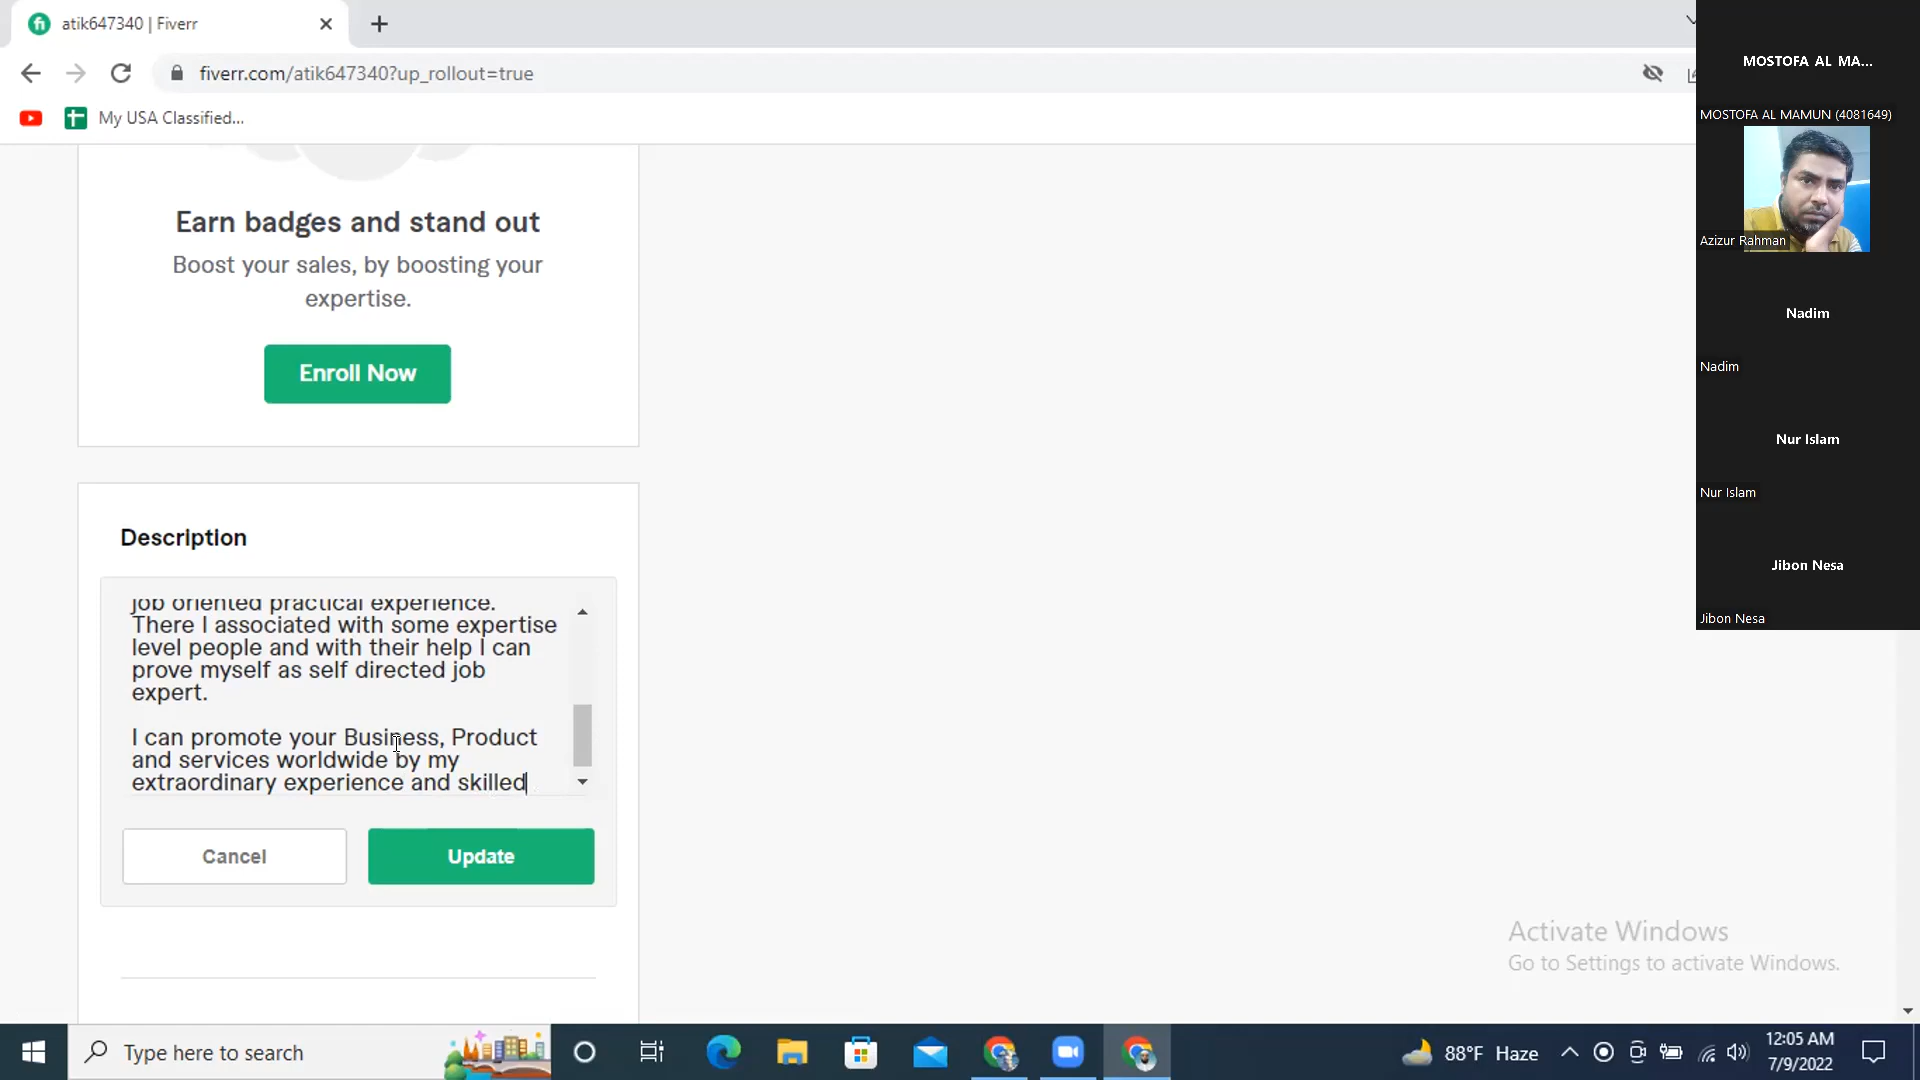 atik647340 | Fiverr
fiverr.com/atik647340?up_rollout=true
My USA Classified...
MOSTOFA AL MA...
MOSTOFA AL MAMUN (4081649)
Azizur Rahman
Nadim
Nadim
Nur Islam
Nur Islam
Jibon Nesa
Jibon Nesa
Earn badges and stand out
Boost your sales, by boosting your
expertise.
Enroll Now
Description
job oriented practical experience.
There I associated with some expertise
level people and with their help I can
prove myself as self directed job
expert.
I can promote your Business, Product
and services worldwide by my
extraordinary experience and skilled
Cancel
Update
Activate Windows
Go to Settings to activate Windows.
Type here to search
88°F Haze
12:05 AM
7/9/2022